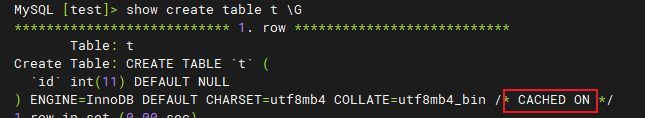 MySQL [test]> show create table t \G
*************************** 1. row ***************************
Table: t
Create Table: CREATE TABLE `t` (
`id` int(11) DEFAULT NULL
) ENGINE=InnoDB DEFAULT CHARSET=utf8mb4 COLLATE=utf8mb4_bin /* CACHED ON */
1 row in set (0.00 sec)